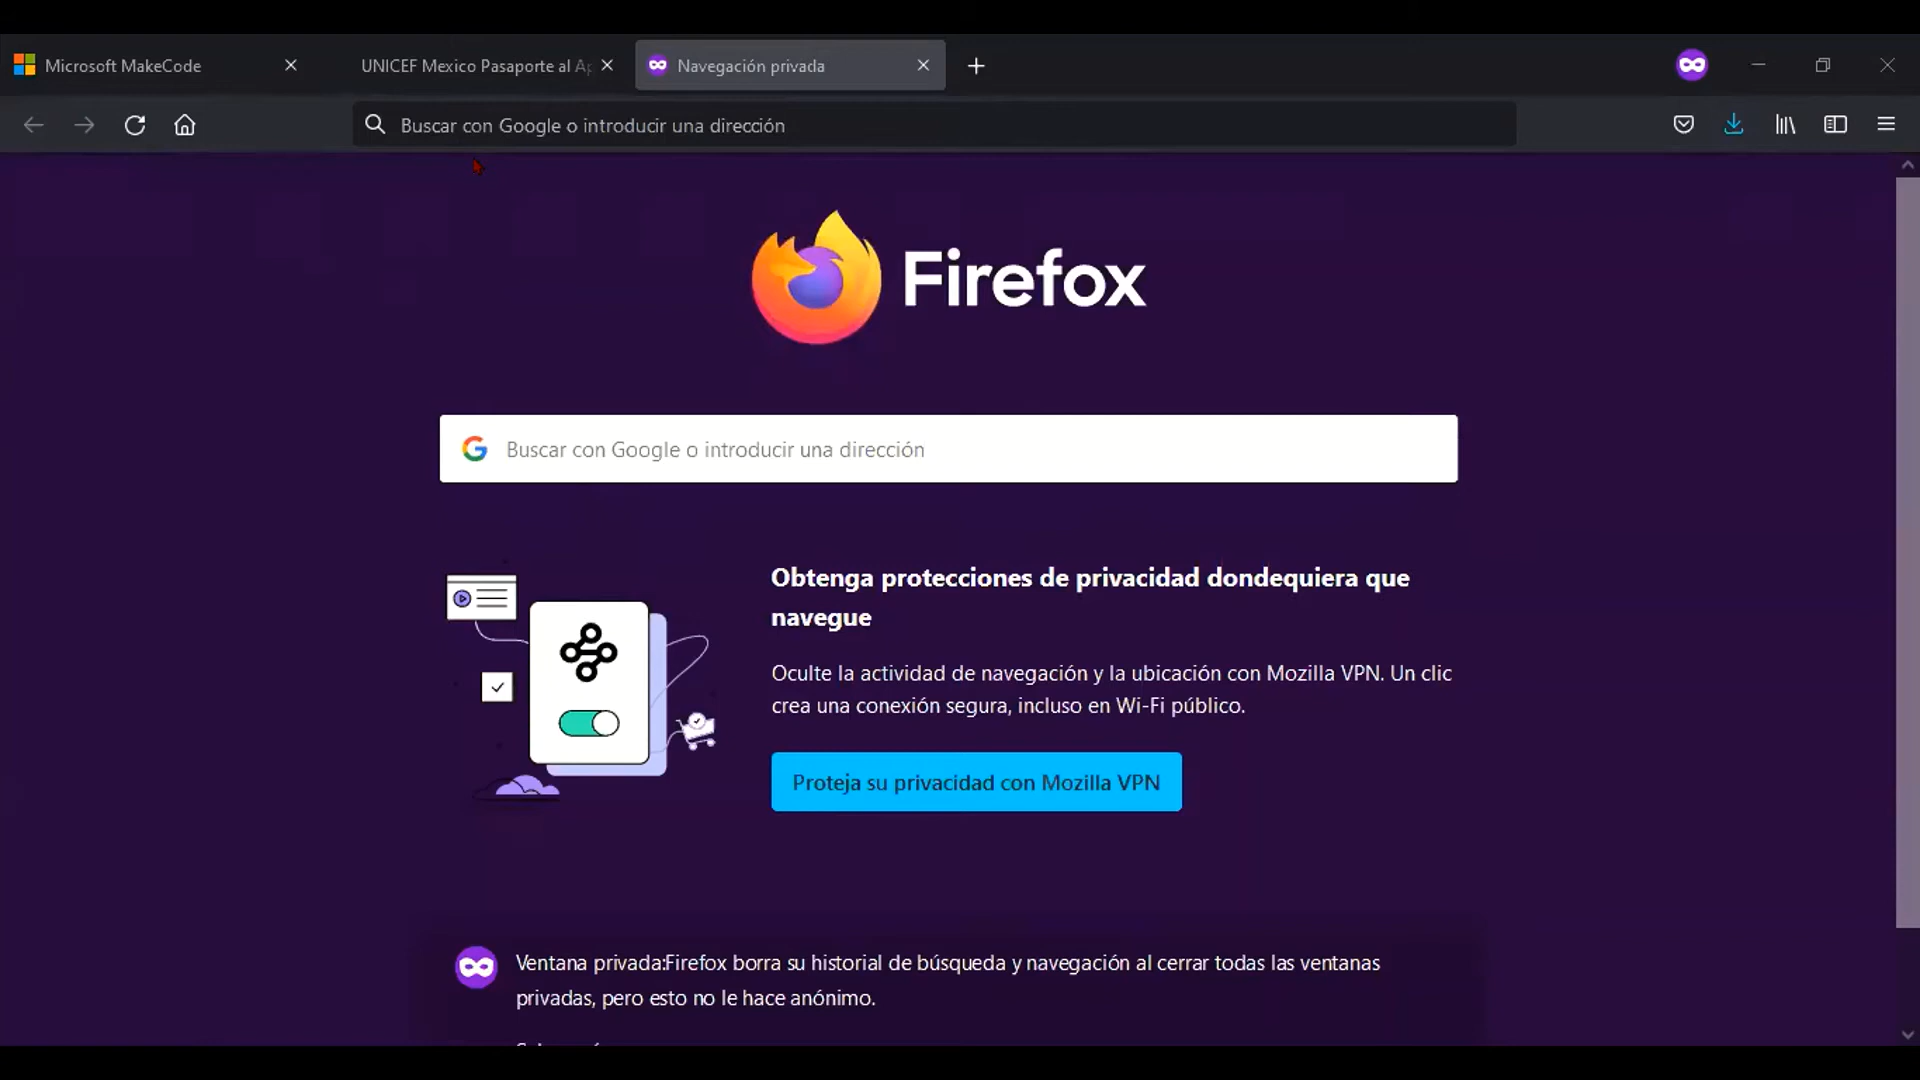 Microsoft MakeCode
UNICEF Mexico Pasaporte al Ap
Navegación privada
Buscar con Google o introducir una dirección
Firefox
Buscar con Google o introducir una dirección
Obtenga protecciones de privacidad dondequiera que
navegue
Oculte la actividad de navegación y la ubicación con Mozilla VPN. Un clic
crea una conexión segura, incluso en Wi-Fi público.
Proteja su privacidad con Mozilla VPN
Ventana privada:Firefox borra su historial de búsqueda y navegación al cerrar todas las ventanas
privadas, pero esto no le hace anónimo.